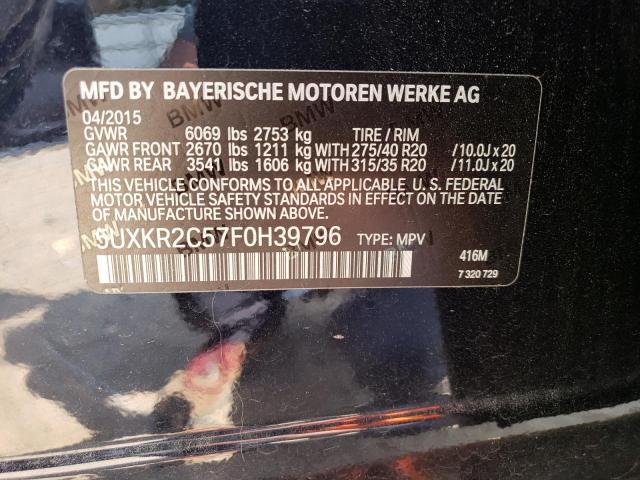 MFD BY BAYERISCHE MOTOREN WERKE AG
04/2015
GVWR 6069 lbs 2753 kg TIRE / RIM
GAWR FRONT 2670 lbs 1211 kg WITH 275/40 R20 /10.0J x 20
GAWR REAR 3541 lbs 1606 kg WITH 315/35 R20 /11.0J x 20
THIS VEHICLE CONFORMS TO ALL APPLICABLE U. S. FEDERAL
MOTOR VEHICLE SAFETY STANDARDS IN EFFECT ON THE
DATE OF MANUFACTURE SHOWN ABOVE.
5UXKR2C57F0H39796 TYPE: MPV
416M
7 320 729